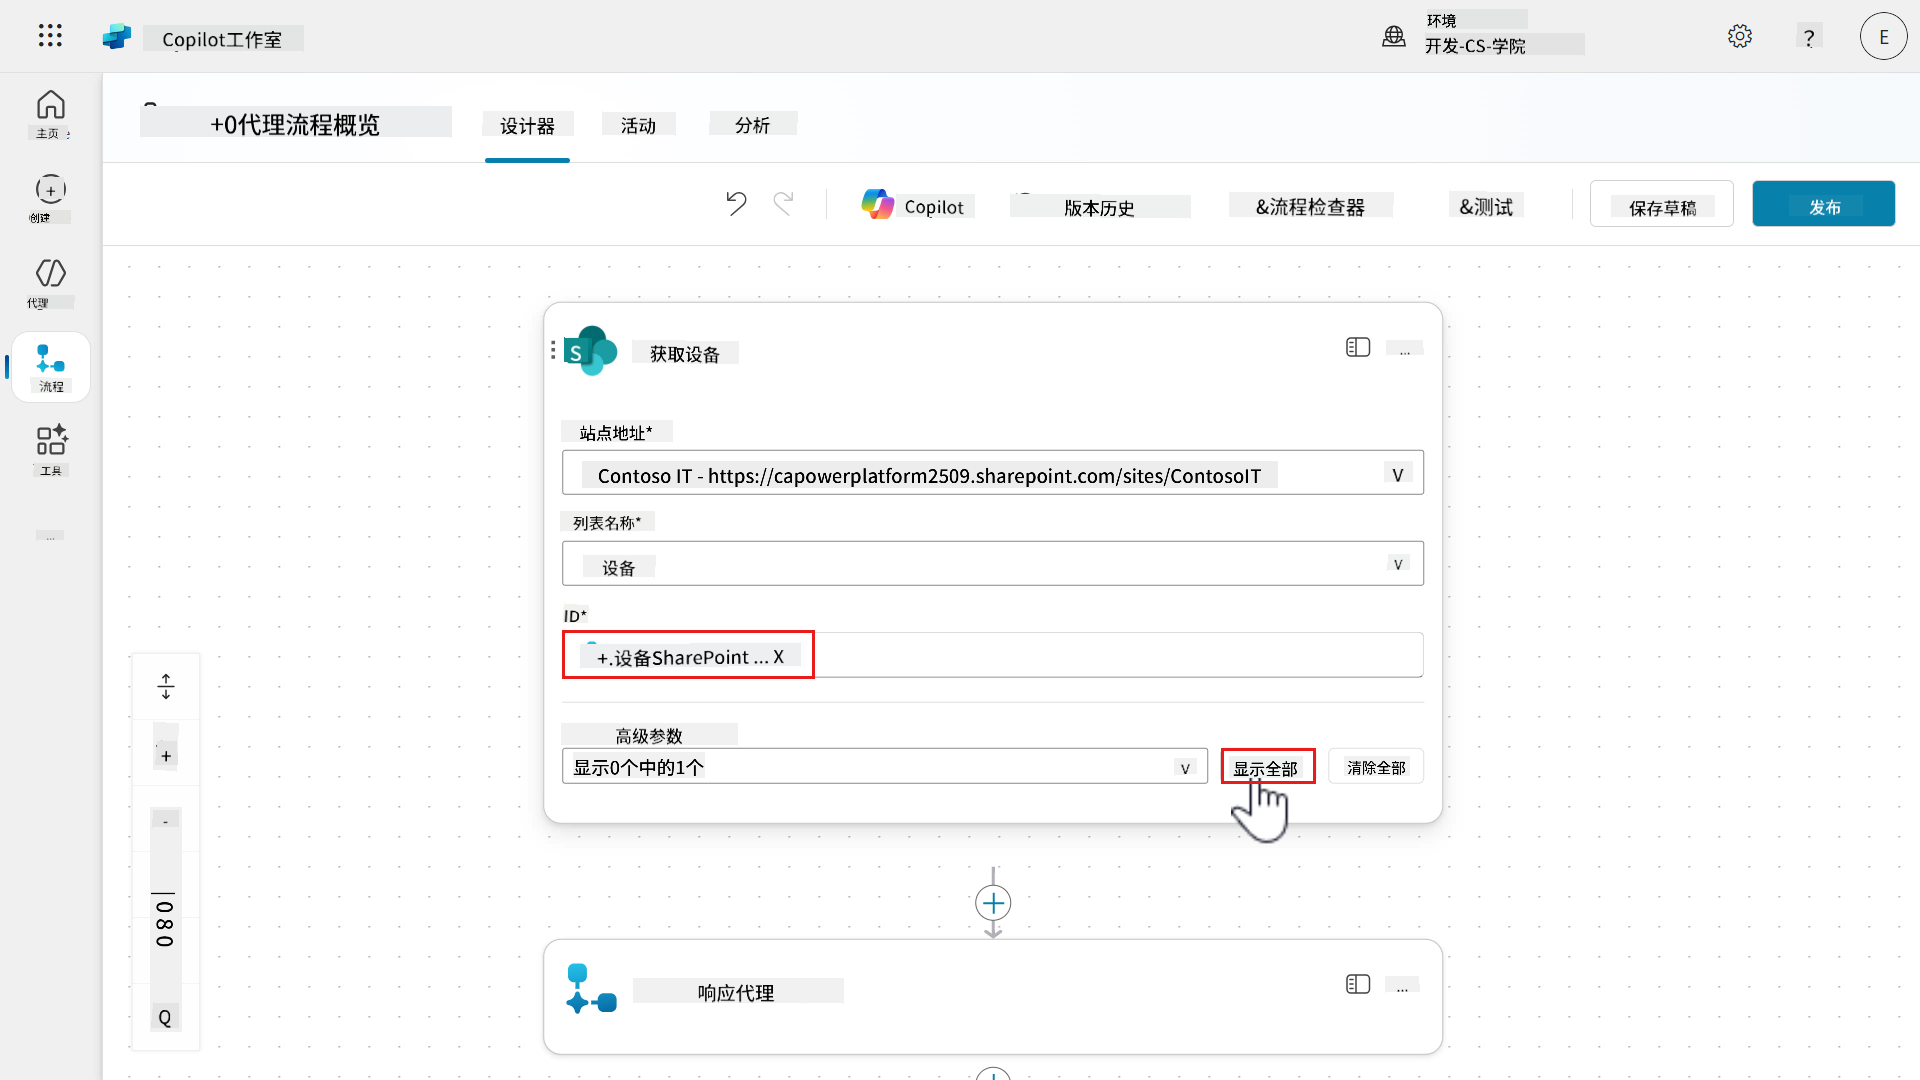 Copilot工作室
环境
开发-CS-学院
?
E
主页
创建
代理
流程
工具
...
+0代理流程概览
设计器
活动
分析
Copilot
版本历史
&流程检查器
&测试
保存草稿
发布
S
获取设备
...
站点地址*
Contoso IT - https://capowerplatform2509.sharepoint.com/sites/ContosoIT
V
列表名称*
设备
V
ID*
+.设备SharePoint ... X
高级参数
显示0个中的1个
V
显示全部
清除全部
响应代理
...
+
-
|080
Q